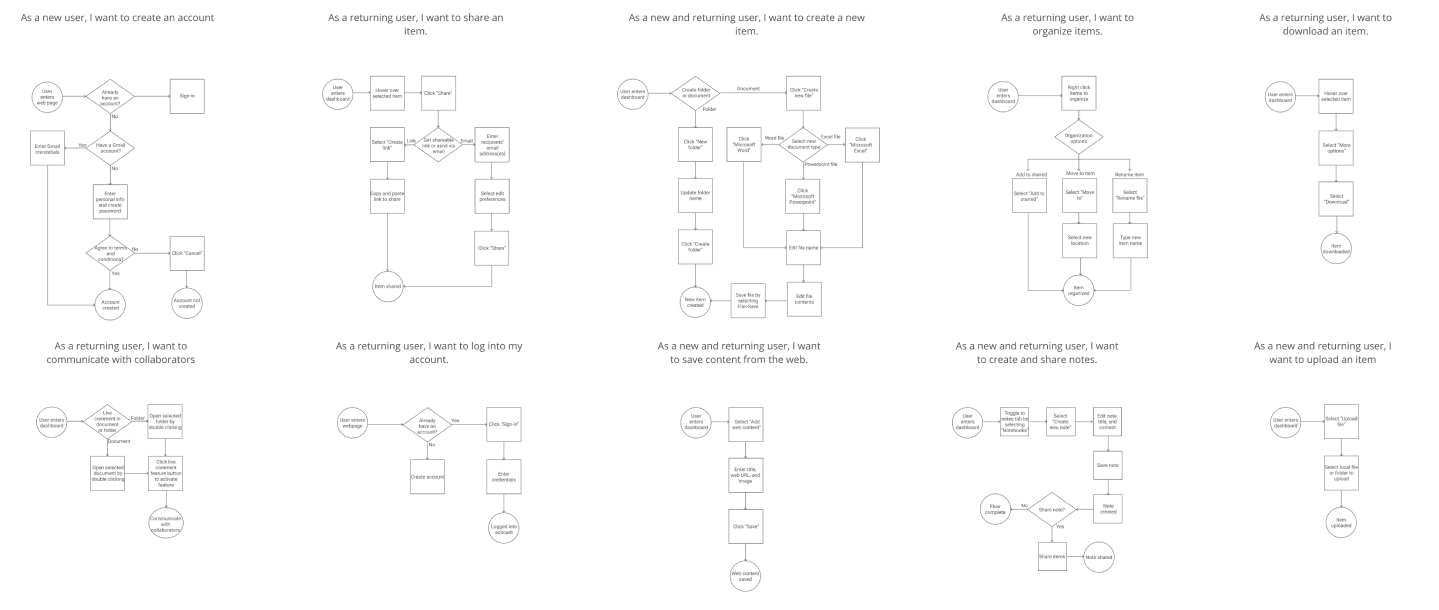 As a new user, I want to create an account
User
enters
web page
Already
have an
account?
Sign-in
No
Enter Gmail
credentials
Yes
Have a Gmail
account?
No
Enter
personal info
and create
password
Agree to terms
and
conditions?
No
Click "Cancel"
Yes
Account
created
Account not
created
As a returning user, I want to share an
item.
User
enters
dashboard
Hover over
selected item
Click "Share"
Select "Create
link"
Link
Get shareable
link or send via
email
Email
Enter
recipients'
email
address(es)
Copy and paste
link to share
Select edit
preferences
Click "Share"
Item shared
As a new and returning user, I want to create a new
item.
User enters
dashboard
Create folder
or document
Document
Click "Create
new file"
Folder
Click "New
folder"
Click
"Microsoft
Word"
Word file
Select new
document type
Excel file
Click
"Microsoft
Excel"
Powerpoint file
Update folder
name
Click
"Microsoft
Powerpoint"
Click "Create
folder"
Edit file name
New item
created
Save file by
selecting
File>Save
Edit file
contents
As a returning user, I want to
organize items.
User
enters
dashboard
Right click
items to
organize
Organization
options
Add to starred
Move to item
Rename item
Select "Add to
starred"
Select "Move
to"
Select
"Rename file"
Select new
location
Type new
item name
Item
organized
As a returning user, I want to
download an item.
User enters
dashboard
Hover over
selected item
Select "More
options"
Select
"Download"
Item
downloaded
As a returning user, I want to
communicate with collaborators
User enters
dashboard
Live
comment in
document
or folder
Folder
Open selected
folder by
double clicking
Document
Open selected
document by
double clicking
Click live
comment
feature button
to activate
feature
Communicate
with
collaborators
As a returning user, I want to log into my
account.
User enters
webpage
Already
have an
account?
Yes
Click "Sign-in"
No
Create account
Enter
credentials
Logged into
account
As a new and returning user, I want
to save content from the web.
User
enters
dashboard
Select "Add
web content"
Enter title,
web URL, and
image
Click "Save"
Web content
saved
As a new and returning user, I want
to create and share notes.
User
enters
dashboard
Toggle to
notes tab by
selecting
"Notebooks"
Select
"Create
new note"
Edit note,
title, and
content
Save note
Flow
complete
No
Share note?
Note
created
Yes
Share items
Note shared
As a new and returning user, I
want to upload an item
User enters
dashboard
Select "Upload
file"
Select local file
or folder to
upload
Item
uploaded